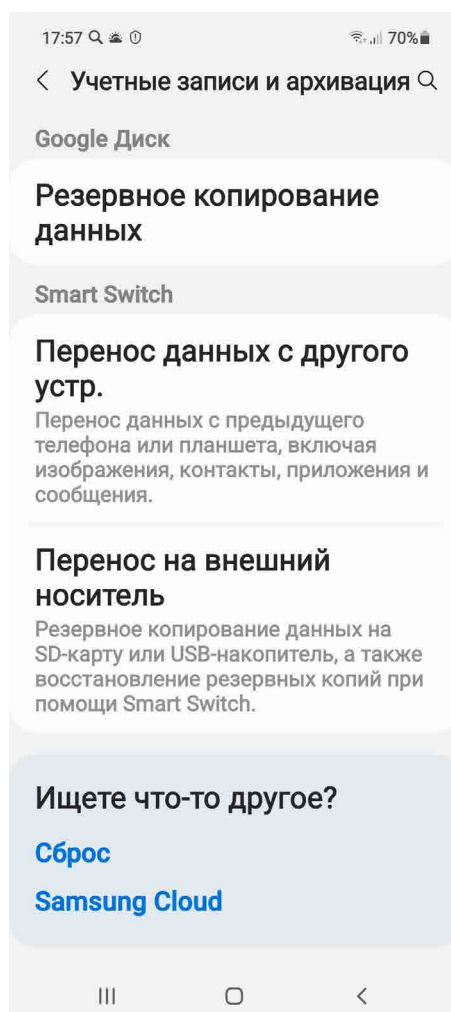 17:57 70%
Учетные записи и архивация
Google Диск
Резервное копирование
данных
Smart Switch
Перенос данных с другого
устр.
Перенос данных с предыдущего
телефона или планшета, включая
изображения, контакты, приложения и
сообщения.
Перенос на внешний
носитель
Резервное копирование данных на
SD-карту или USB-накопитель, а также
восстановление резервных копий при
помощи Smart Switch.
Ищете что-то другое?
Сброс
Samsung Cloud